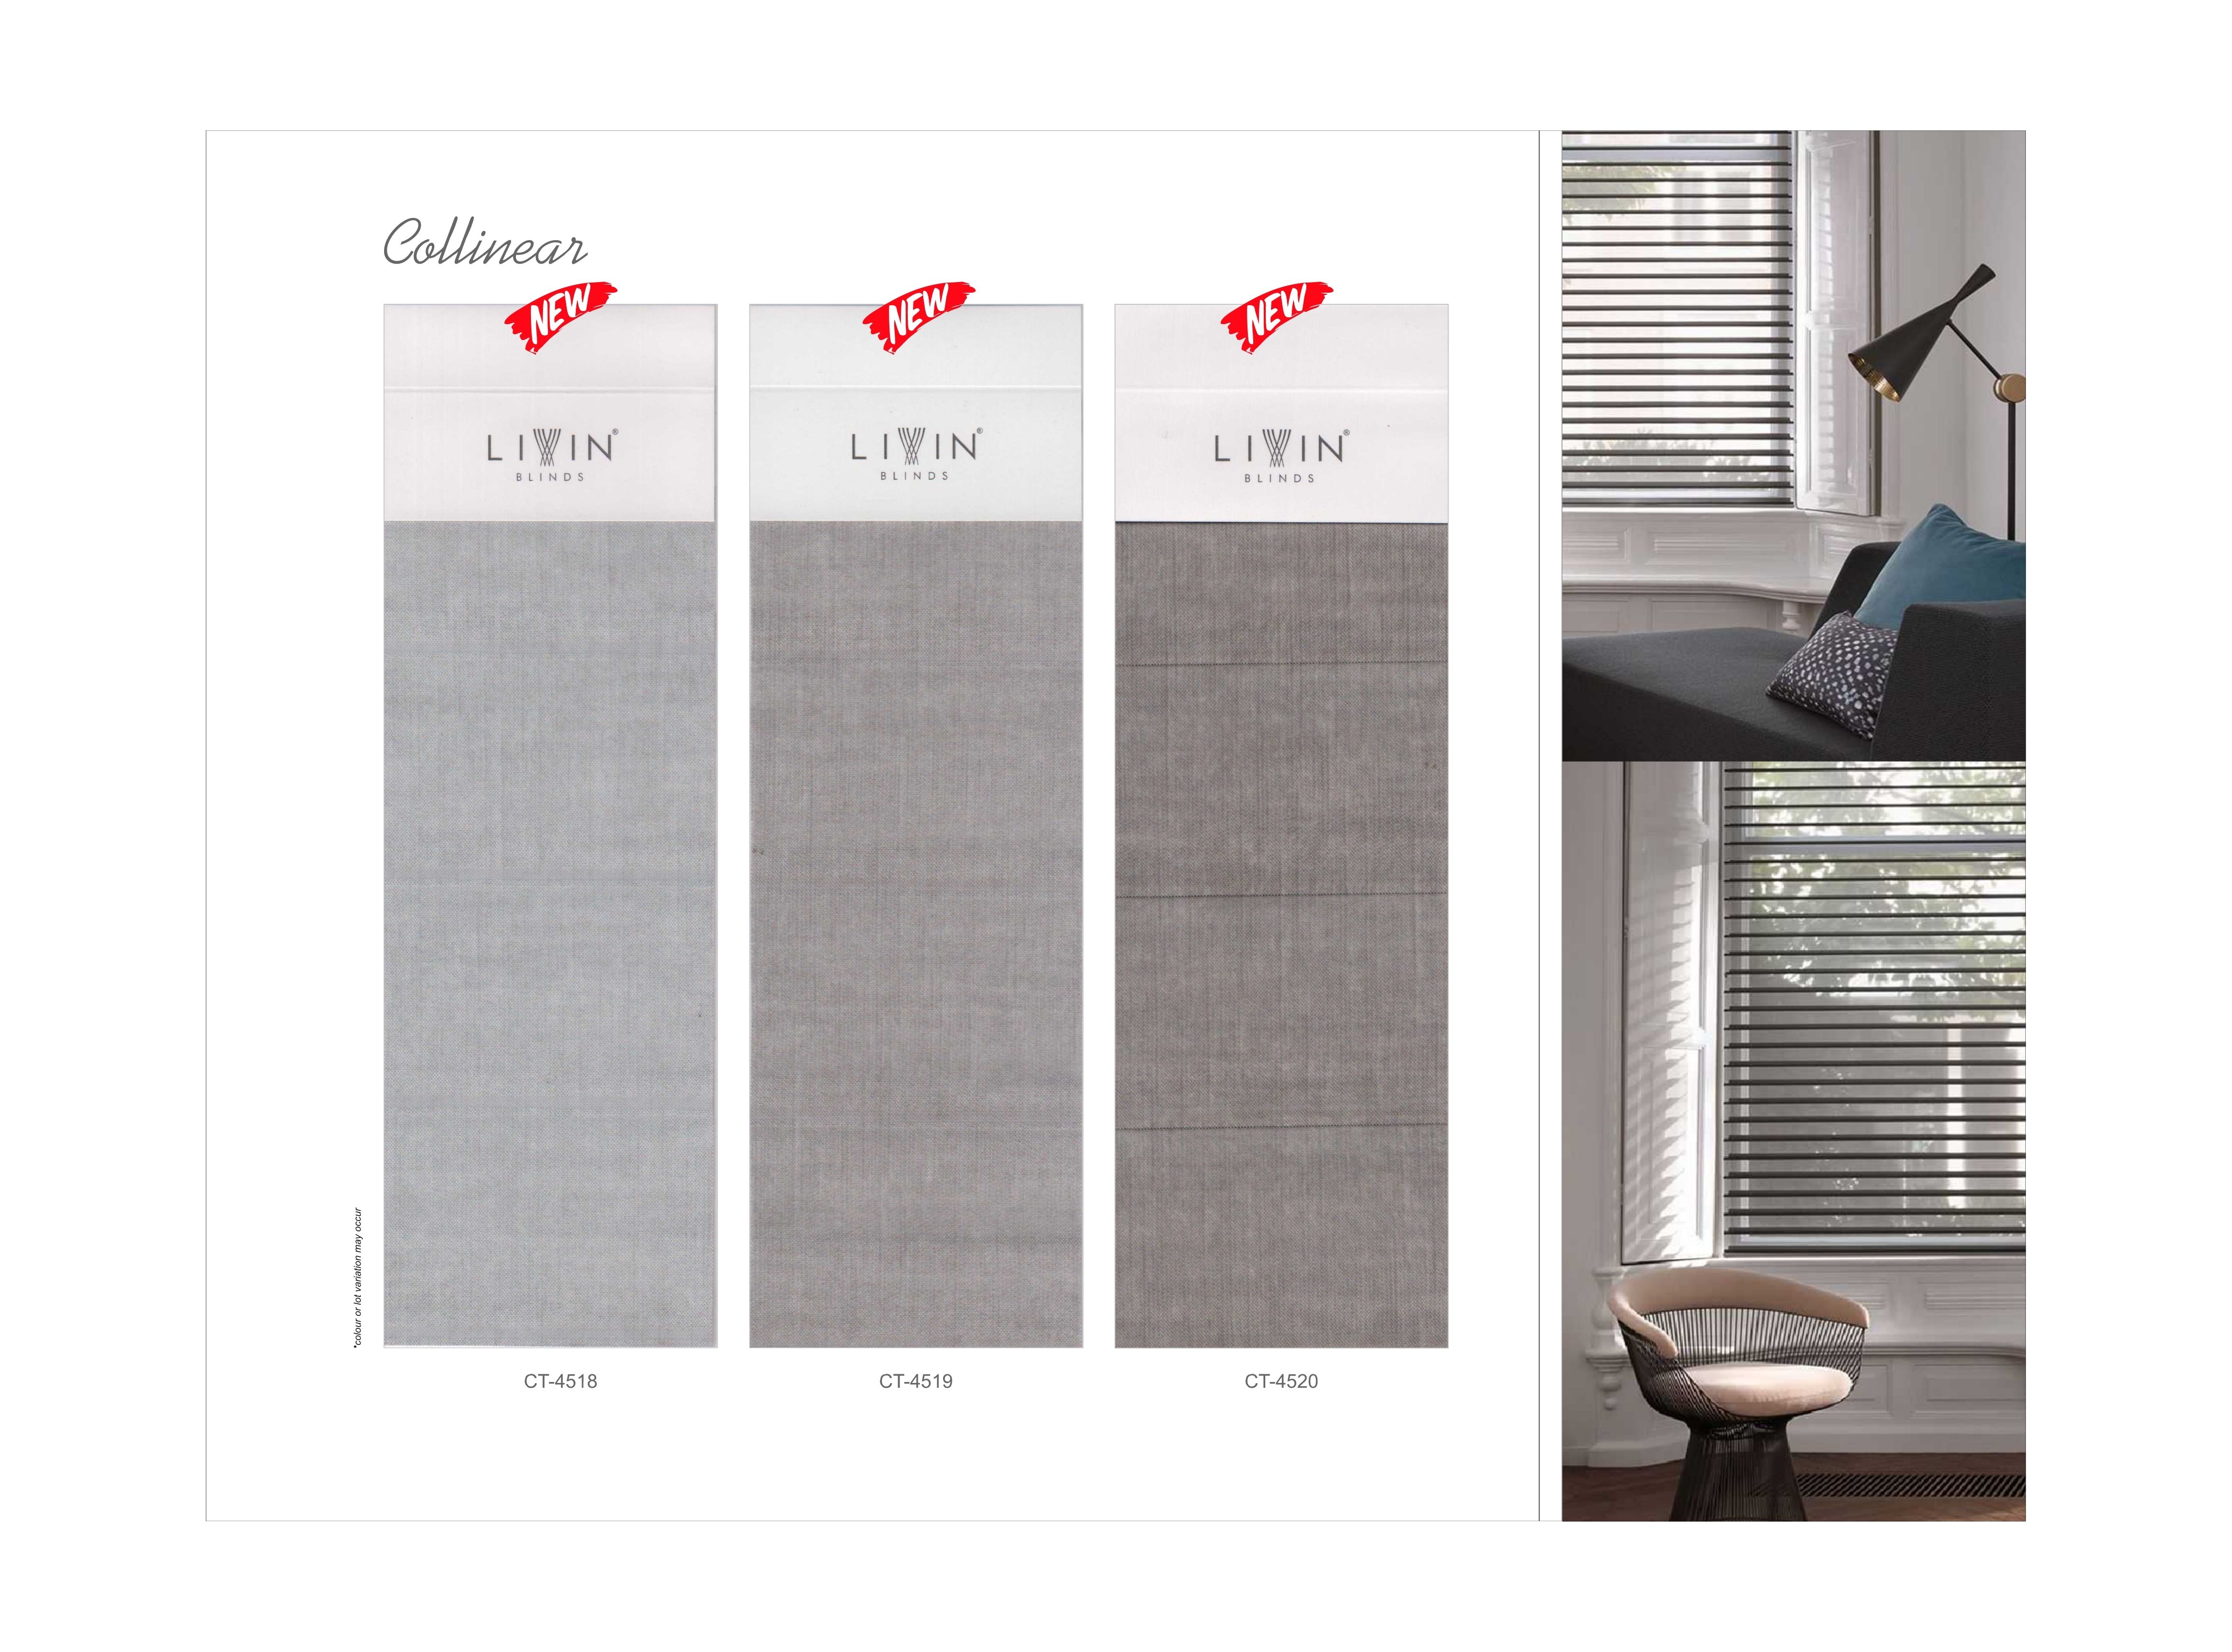 Collinear
NEW
NEW
NEW
LIVIN®
BLINDS
LIVIN®
BLINDS
LIVIN®
BLINDS
*colour or lot variation may occur
CT-4518
CT-4519
CT-4520